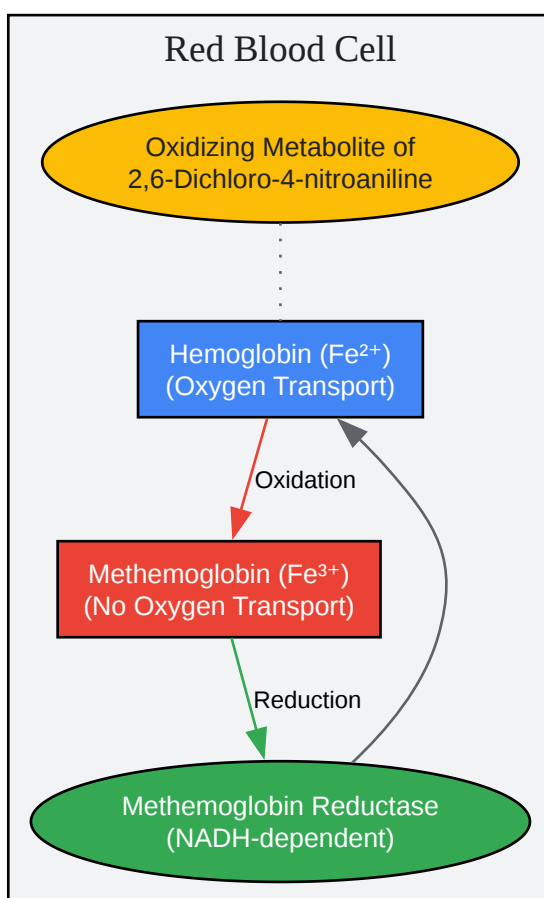 Red Blood Cell
Oxidizing Metabolite of
2,6-Dichloro-4-nitroaniline
Hemoglobin (Fe²⁺)
(Oxygen Transport)
Oxidation
Methemoglobin (Fe³⁺)
(No Oxygen Transport)
Reduction
Methemoglobin Reductase
(NADH-dependent)